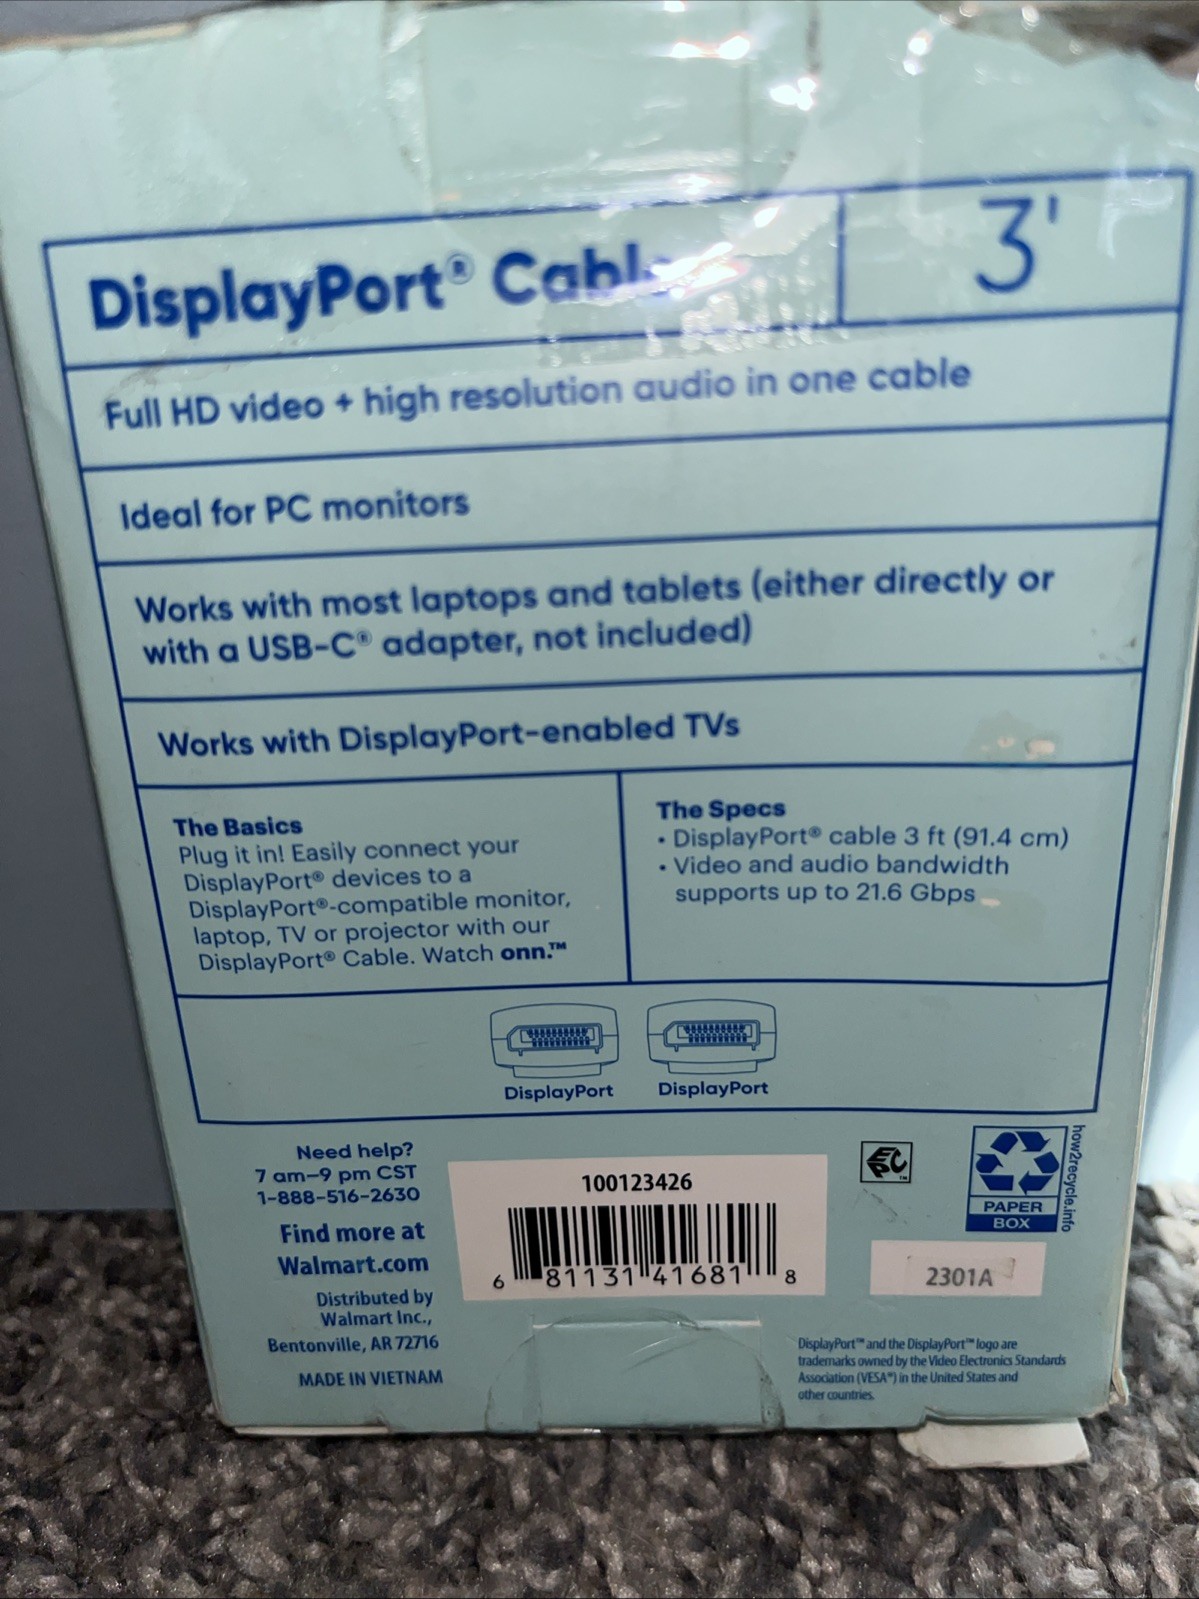 DisplayPort® Cable
3'
Full HD video + high resolution audio in one cable
Ideal for PC monitors
Works with most laptops and tablets (either directly or
with a USB-C® adapter, not included)
Works with DisplayPort-enabled TVs
The Basics
Plug it in! Easily connect your
DisplayPort® devices to a
DisplayPort®-compatible monitor,
laptop, TV or projector with our
DisplayPort® Cable. Watch onn.™
The Specs
• DisplayPort® cable 3 ft (91.4 cm)
• Video and audio bandwidth
supports up to 21.6 Gbps
DisplayPort
DisplayPort
Need help?
7 am–9 pm CST
1-888-516-2630
Find more at
Walmart.com
Distributed by
Walmart Inc.,
Bentonville, AR 72716
MADE IN VIETNAM
100123426
6 81131 41681 8
EPC™
how2recycle.info
PAPER
BOX
2301A
DisplayPort™ and the DisplayPort™ logo are
trademarks owned by the Video Electronics Standards
Association (VESA®) in the United States and
other countries.